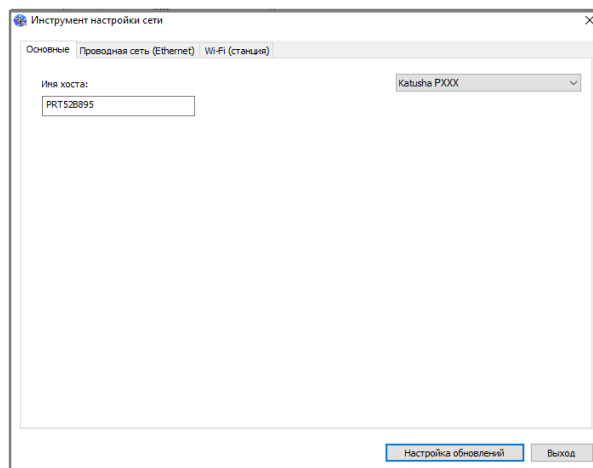 Инструмент настройки сети
Основные Проводная сеть (Ethernet) Wi-Fi (станция)
Имя хоста: Katusha PXXX
PRT52B895
Настройка обновлений Выход